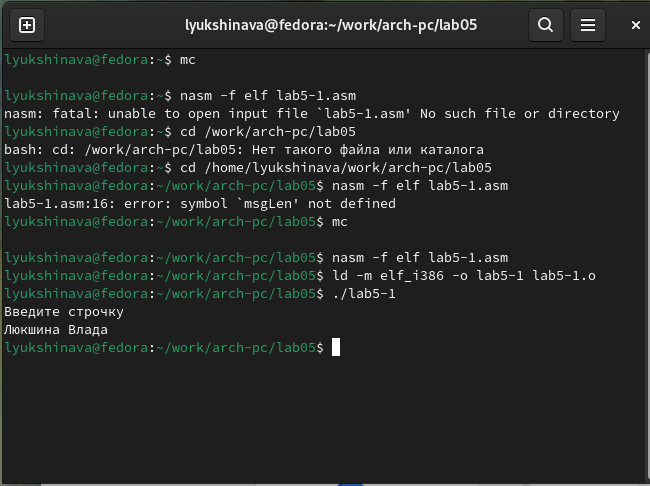 lyukshinava@fedora:~/work/arch-pc/lab05
lyukshinava@fedora:~$ mc
lyukshinava@fedora:~$ nasm -f elf lab5-1.asm
nasm: fatal: unable to open input file `lab5-1.asm' No such file or directory
lyukshinava@fedora:~$ cd /work/arch-pc/lab05
bash: cd: /work/arch-pc/lab05: Нет такого файла или каталога
lyukshinava@fedora:~$ cd /home/lyukshinava/work/arch-pc/lab05
lyukshinava@fedora:~/work/arch-pc/lab05$ nasm -f elf lab5-1.asm
lab5-1.asm:16: error: symbol `msgLen' not defined
lyukshinava@fedora:~/work/arch-pc/lab05$ mc
lyukshinava@fedora:~/work/arch-pc/lab05$ nasm -f elf lab5-1.asm
lyukshinava@fedora:~/work/arch-pc/lab05$ ld -m elf_i386 -o lab5-1 lab5-1.o
lyukshinava@fedora:~/work/arch-pc/lab05$ ./lab5-1
Введите строчку
Люкшина Влада
lyukshinava@fedora:~/work/arch-pc/lab05$